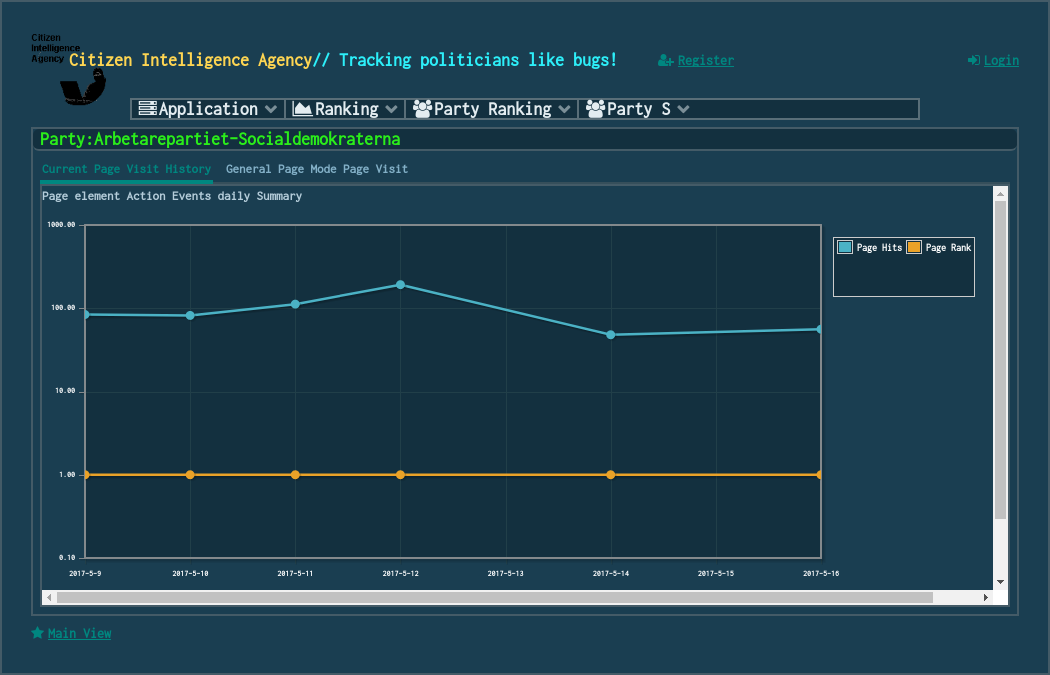 Citizen
Intelligence
Agency
Citizen Intelligence Agency// Tracking politicians like bugs!
Register
Login
Application
Ranking
Party Ranking
Party S
Party:Arbetarepartiet-Socialdemokraterna
Current Page Visit History
General Page Mode Page Visit
Page element Action Events daily Summary
1000.00
100.00
10.00
1.00
0.10
2017-5-9
2017-5-10
2017-5-11
2017-5-12
2017-5-13
2017-5-14
2017-5-15
2017-5-16
Page Hits
Page Rank
Main View